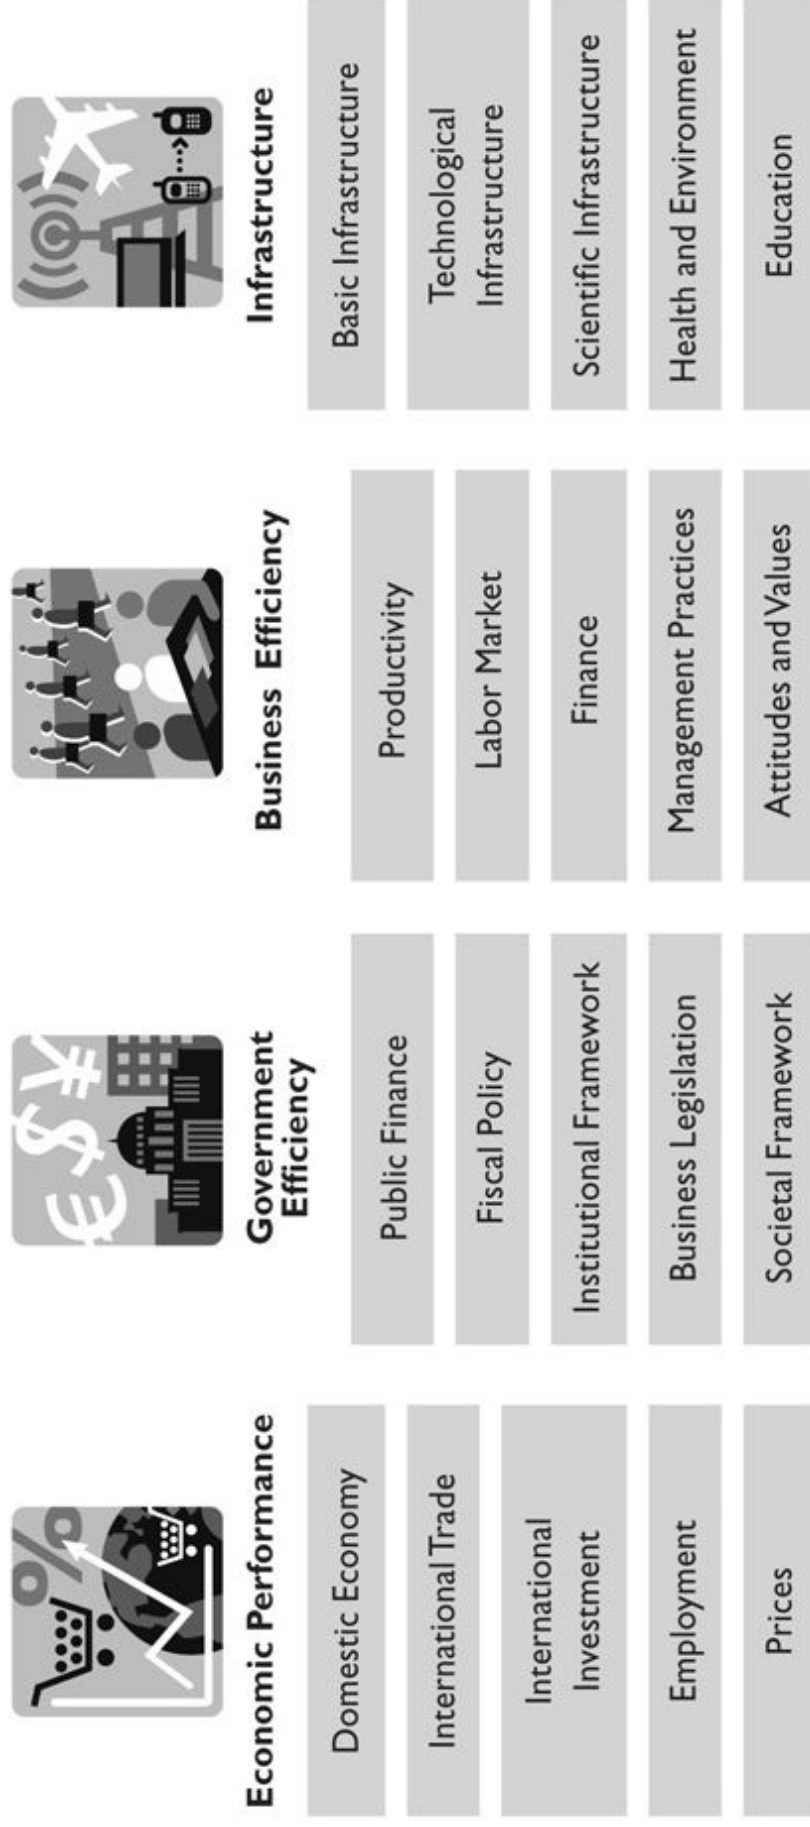 Economic Performance
Domestic Economy
International Trade
International
Investment
Employment
Prices
Government
Efficiency
Public Finance
Fiscal Policy
Institutional Framework
Business Legislation
Societal Framework
Business Efficiency
Productivity
Labor Market
Finance
Management Practices
Attitudes and Values
Infrastructure
Basic Infrastructure
Technological
Infrastructure
Scientific Infrastructure
Health and Environment
Education